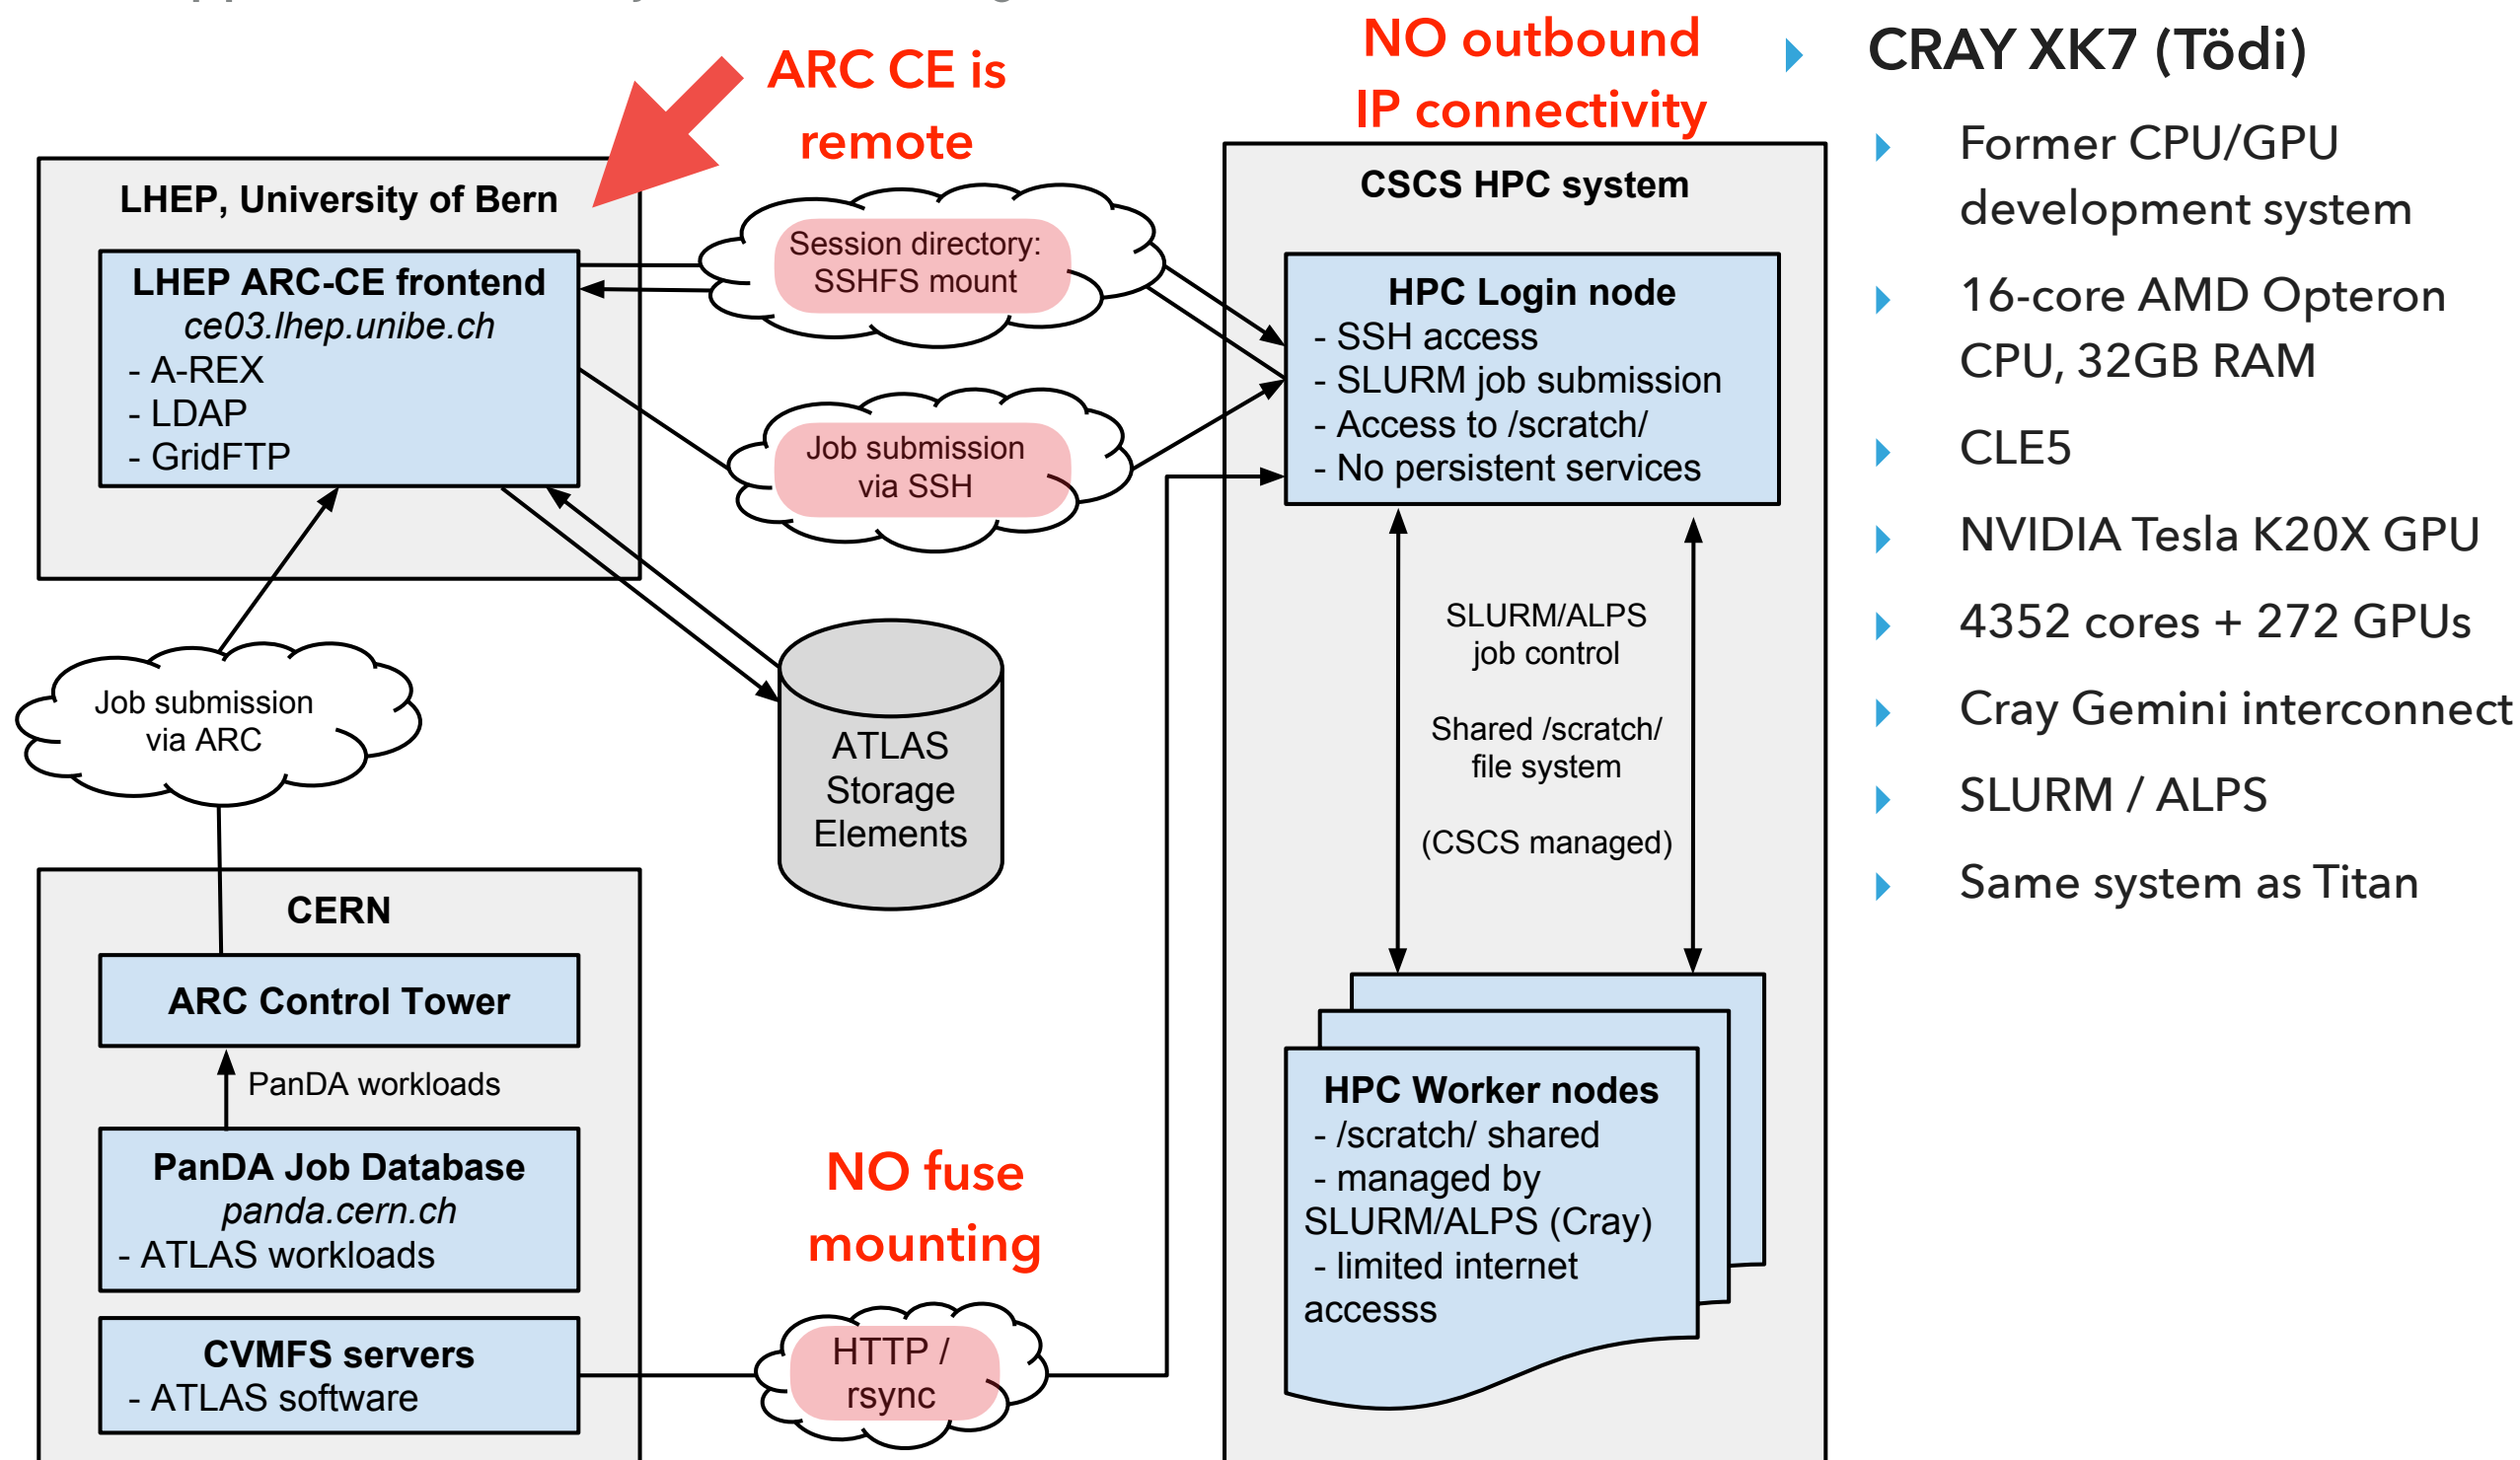 ARC CE is
remote
NO outbound
IP connectivity
LHEP, University of Bern
LHEP ARC-CE frontend
ce03.lhep.unibe.ch
- A-REX
- LDAP
- GridFTP
Session directory:
SSHFS mount
Job submission
via SSH
CSCS HPC system
HPC Login node
- SSH access
- SLURM job submission
- Access to /scratch/
- No persistent services
SLURM/ALPS
job control
Shared /scratch/
file system
(CSCS managed)
Job submission
via ARC
ATLAS
Storage
Elements
CERN
ARC Control Tower
PanDA workloads
PanDA Job Database
panda.cern.ch
- ATLAS workloads
CVMFS servers
- ATLAS software
NO fuse
mounting
HTTP /
rsync
HPC Worker nodes
- /scratch/ shared
- managed by
SLURM/ALPS (Cray)
- limited internet
accesss
CRAY XK7 (Tödi)
Former CPU/GPU
development system
16-core AMD Opteron
CPU, 32GB RAM
CLE5
NVIDIA Tesla K20X GPU
4352 cores + 272 GPUs
Cray Gemini interconnect
SLURM / ALPS
Same system as Titan